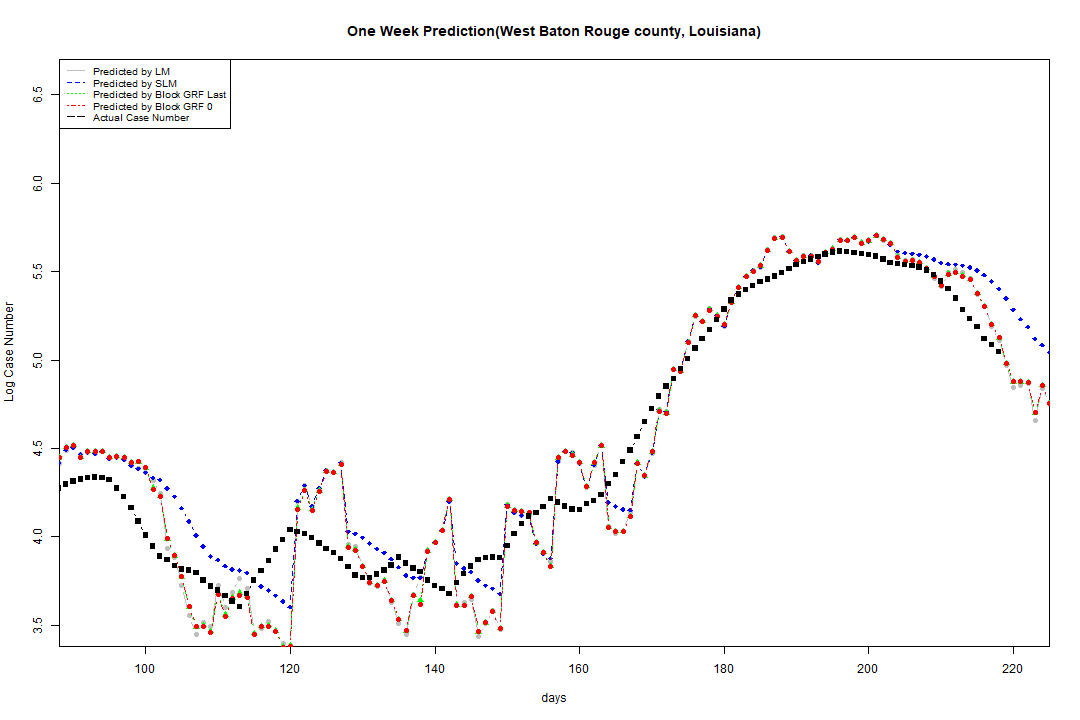 One Week Prediction(West Baton Rouge county, Louisiana)
Predicted by LM
Predicted by SLM
Predicted by Block GRF Last
Predicted by Block GRF 0
Actual Case Number
Log Case Number
6.5
6.0
5.5
5.0
4.5
4.0
3.5
100 120 140 160 180 200 220
days